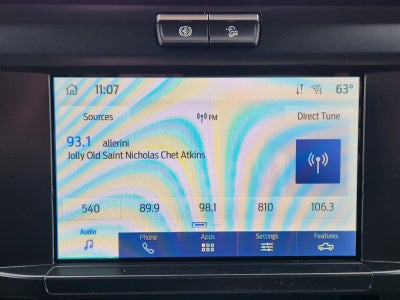 11:07
63°
Sources
FM
Direct Tune
93.1 allerini
Jolly Old Saint Nicholas Chet Atkins
540 89.9 98.1 810 106.3
Audio Phone Apps Settings Features